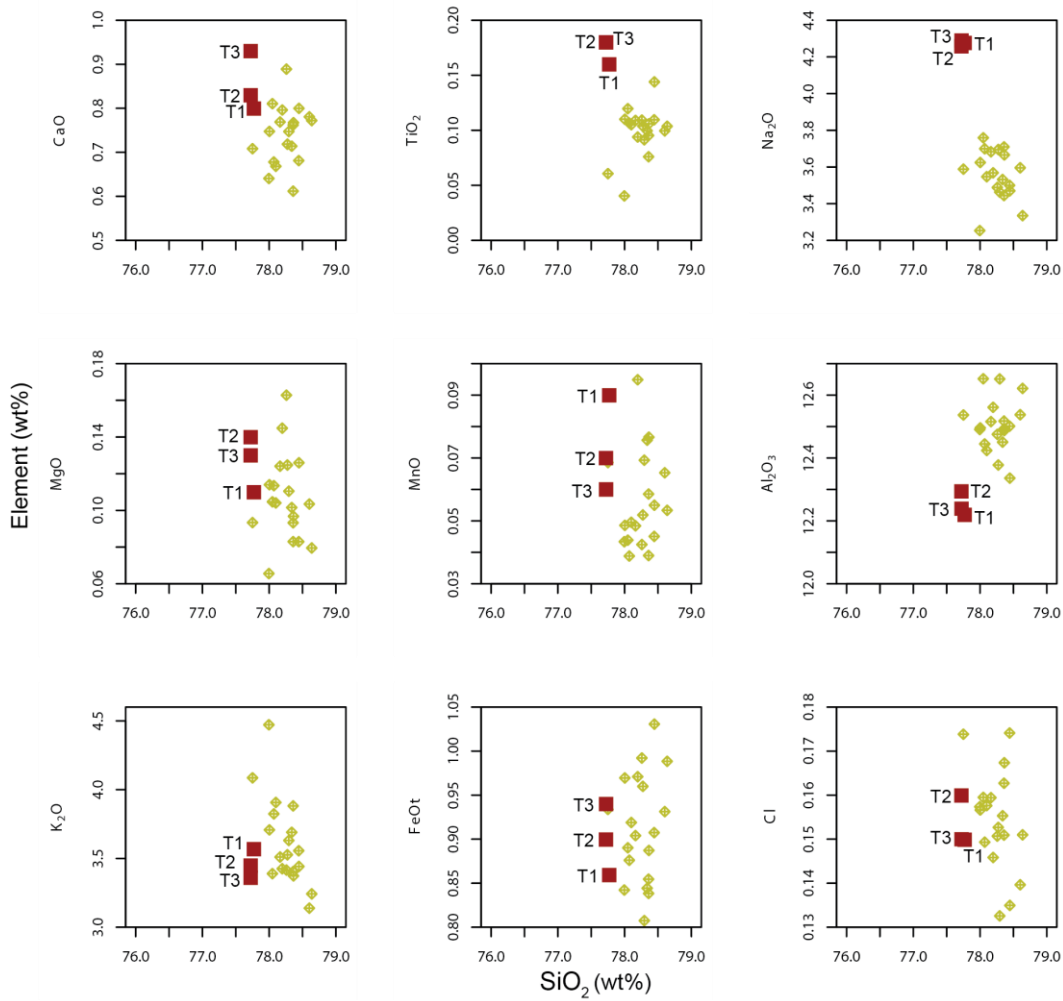 CaO
1.0
0.9
0.8
0.7
0.6
0.5
T3
T2
T1
76.0 77.0 78.0 79.0
TiO2
0.20
0.15
0.10
0.05
0.00
T2 T3
T1
76.0 77.0 78.0 79.0
Na2O
4.4
4.2
4.0
3.8
3.6
3.4
3.2
T3 T1
T2
76.0 77.0 78.0 79.0
Element (wt%)
MgO
0.18
0.14
0.10
0.06
T2
T3
T1
76.0 77.0 78.0 79.0
MnO
0.09
0.07
0.05
0.03
T1
T2
T3
76.0 77.0 78.0 79.0
Al2O3
12.6
12.4
12.2
12.0
T2
T3 T1
76.0 77.0 78.0 79.0
K2O
4.5
4.0
3.5
3.0
T1
T2
T3
76.0 77.0 78.0 79.0
FeOt
1.05
1.00
0.95
0.90
0.85
0.80
T3
T2
T1
76.0 77.0 78.0 79.0
Cl
0.18
0.17
0.16
0.15
0.14
0.13
T2
T3
T1
76.0 77.0 78.0 79.0
SiO2 (wt%)